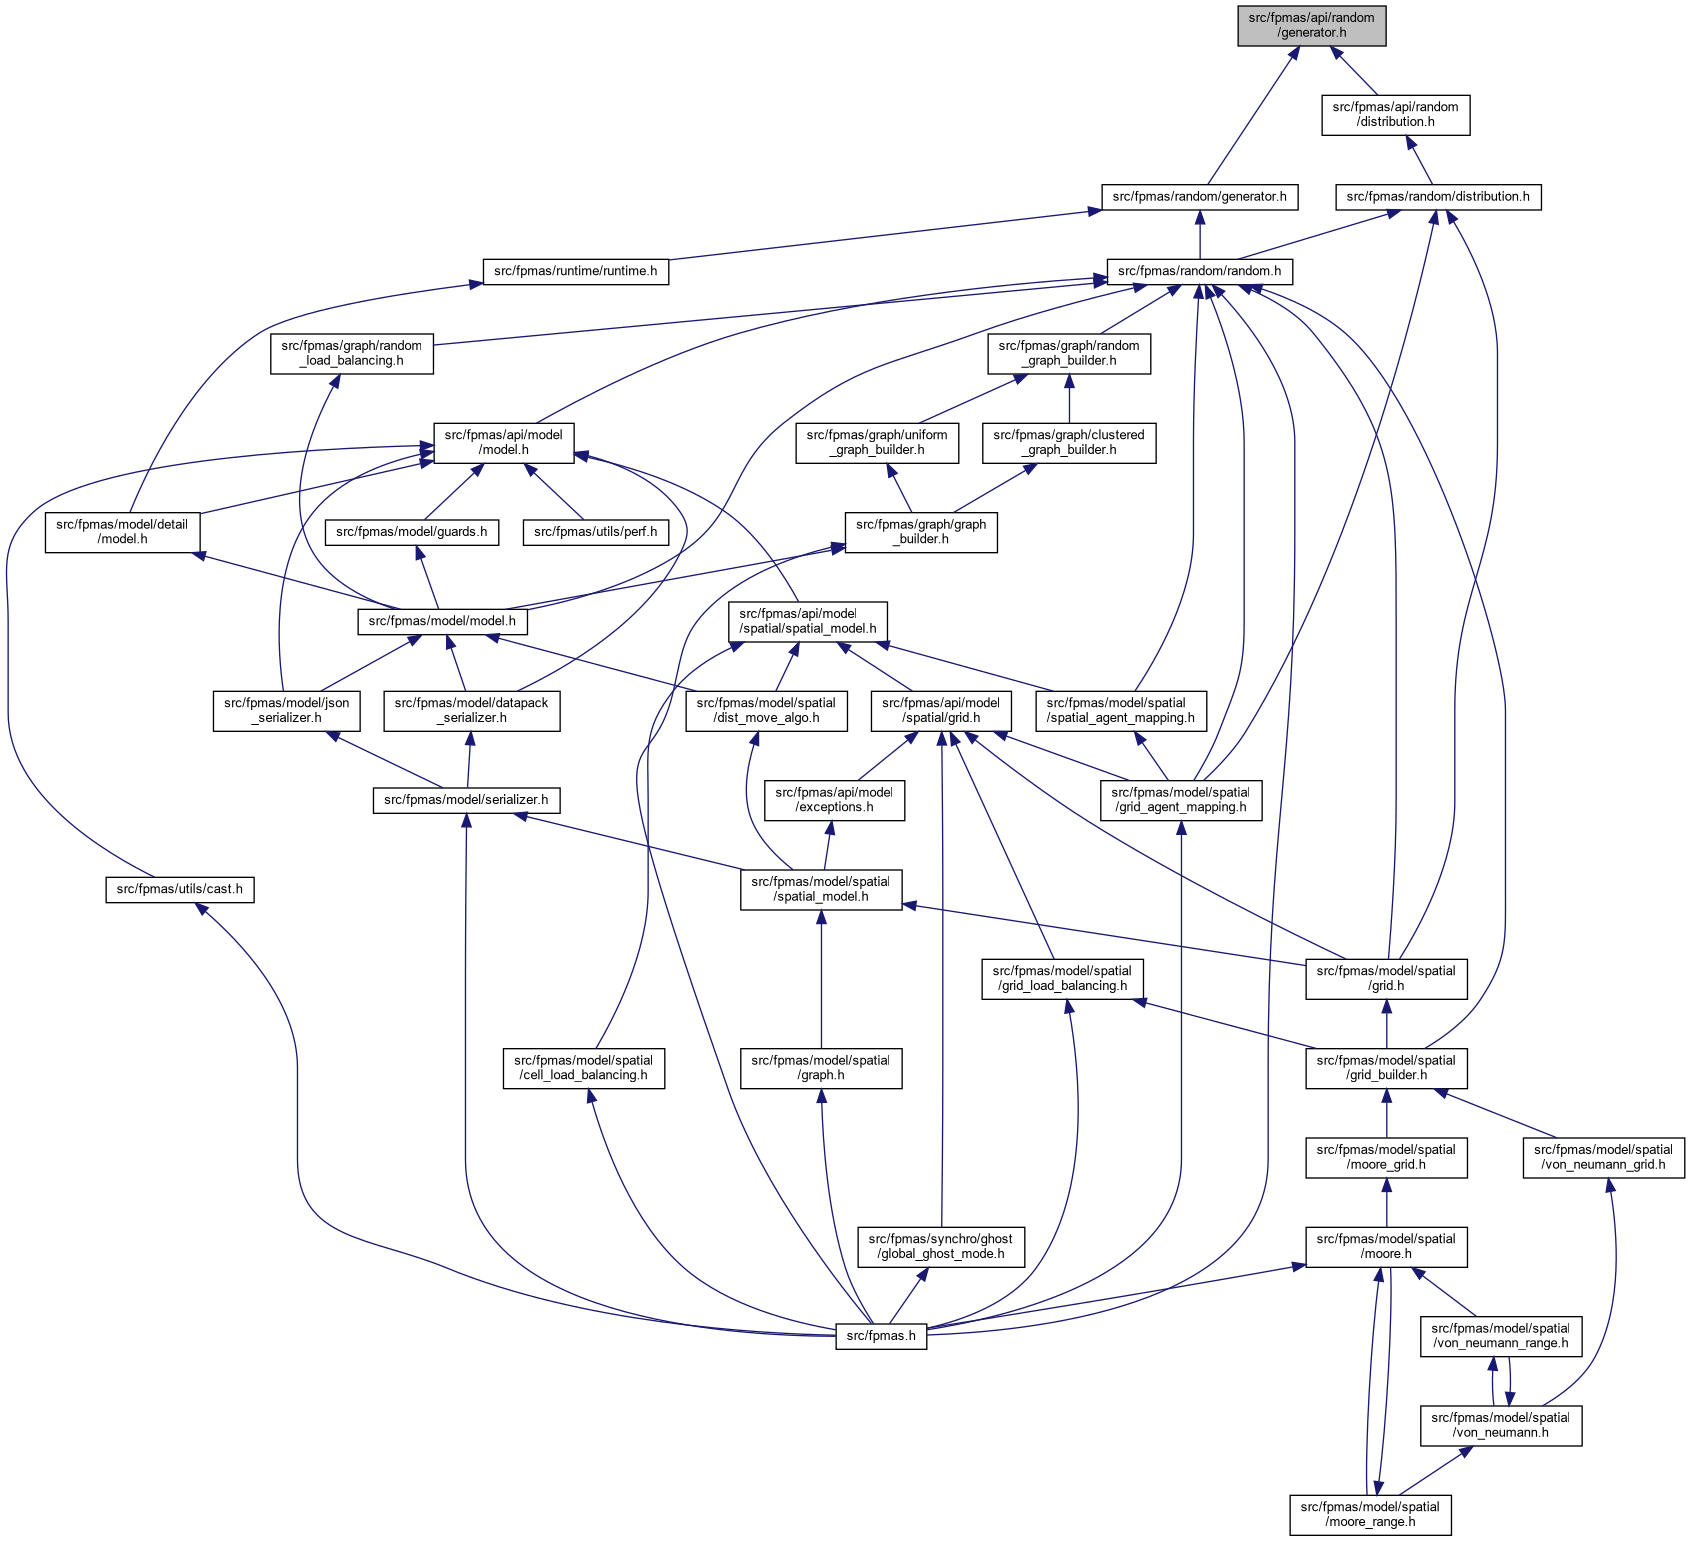 src/fpmas/api/random
/generator.h
src/fpmas/api/random
/distribution.h
src/fpmas/random/generator.h
src/fpmas/random/distribution.h
src/fpmas/runtime/runtime.h
src/fpmas/random/random.h
src/fpmas/graph/random
_load_balancing.h
src/fpmas/graph/random
_graph_builder.h
src/fpmas/api/model
/model.h
src/fpmas/graph/uniform
_graph_builder.h
src/fpmas/graph/clustered
_graph_builder.h
src/fpmas/model/detail
/model.h
src/fpmas/model/guards.h
src/fpmas/utils/perf.h
src/fpmas/graph/graph
_builder.h
src/fpmas/model/model.h
src/fpmas/api/model
/spatial/spatial_model.h
src/fpmas/model/json
_serializer.h
src/fpmas/model/datapack
_serializer.h
src/fpmas/model/spatial
/dist_move_algo.h
src/fpmas/api/model
/spatial/grid.h
src/fpmas/model/spatial
/spatial_agent_mapping.h
src/fpmas/model/serializer.h
src/fpmas/api/model
/exceptions.h
src/fpmas/model/spatial
/grid_agent_mapping.h
src/fpmas/utils/cast.h
src/fpmas/model/spatial
/spatial_model.h
src/fpmas/model/spatial
/grid_load_balancing.h
src/fpmas/model/spatial
/grid.h
src/fpmas/model/spatial
/cell_load_balancing.h
src/fpmas/model/spatial
/graph.h
src/fpmas/model/spatial
/grid_builder.h
src/fpmas/model/spatial
/moore_grid.h
src/fpmas/model/spatial
/von_neumann_grid.h
src/fpmas/synchro/ghost
/global_ghost_mode.h
src/fpmas/model/spatial
/moore.h
src/fpmas.h
src/fpmas/model/spatial
/von_neumann_range.h
src/fpmas/model/spatial
/von_neumann.h
src/fpmas/model/spatial
/moore_range.h